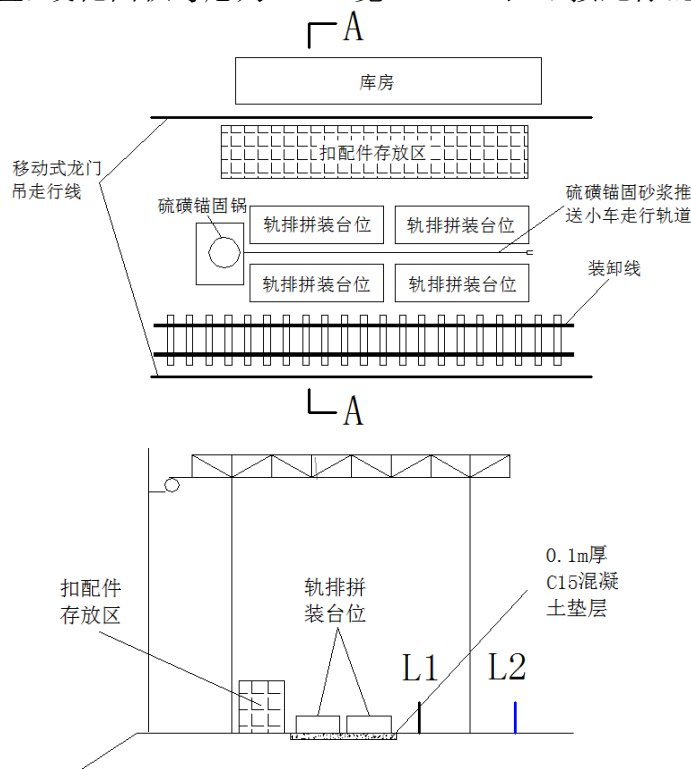 A
库房
扣配件存放区
移动式龙门
吊走行线
硫磺锚固锅
轨排拼装台位
轨排拼装台位
硫磺锚固砂浆推
送小车走行轨道
轨排拼装台位
轨排拼装台位
装卸线
A
0.1m厚
C15混凝
土垫层
扣配件
存放区
轨排拼
装台位
L1
L2